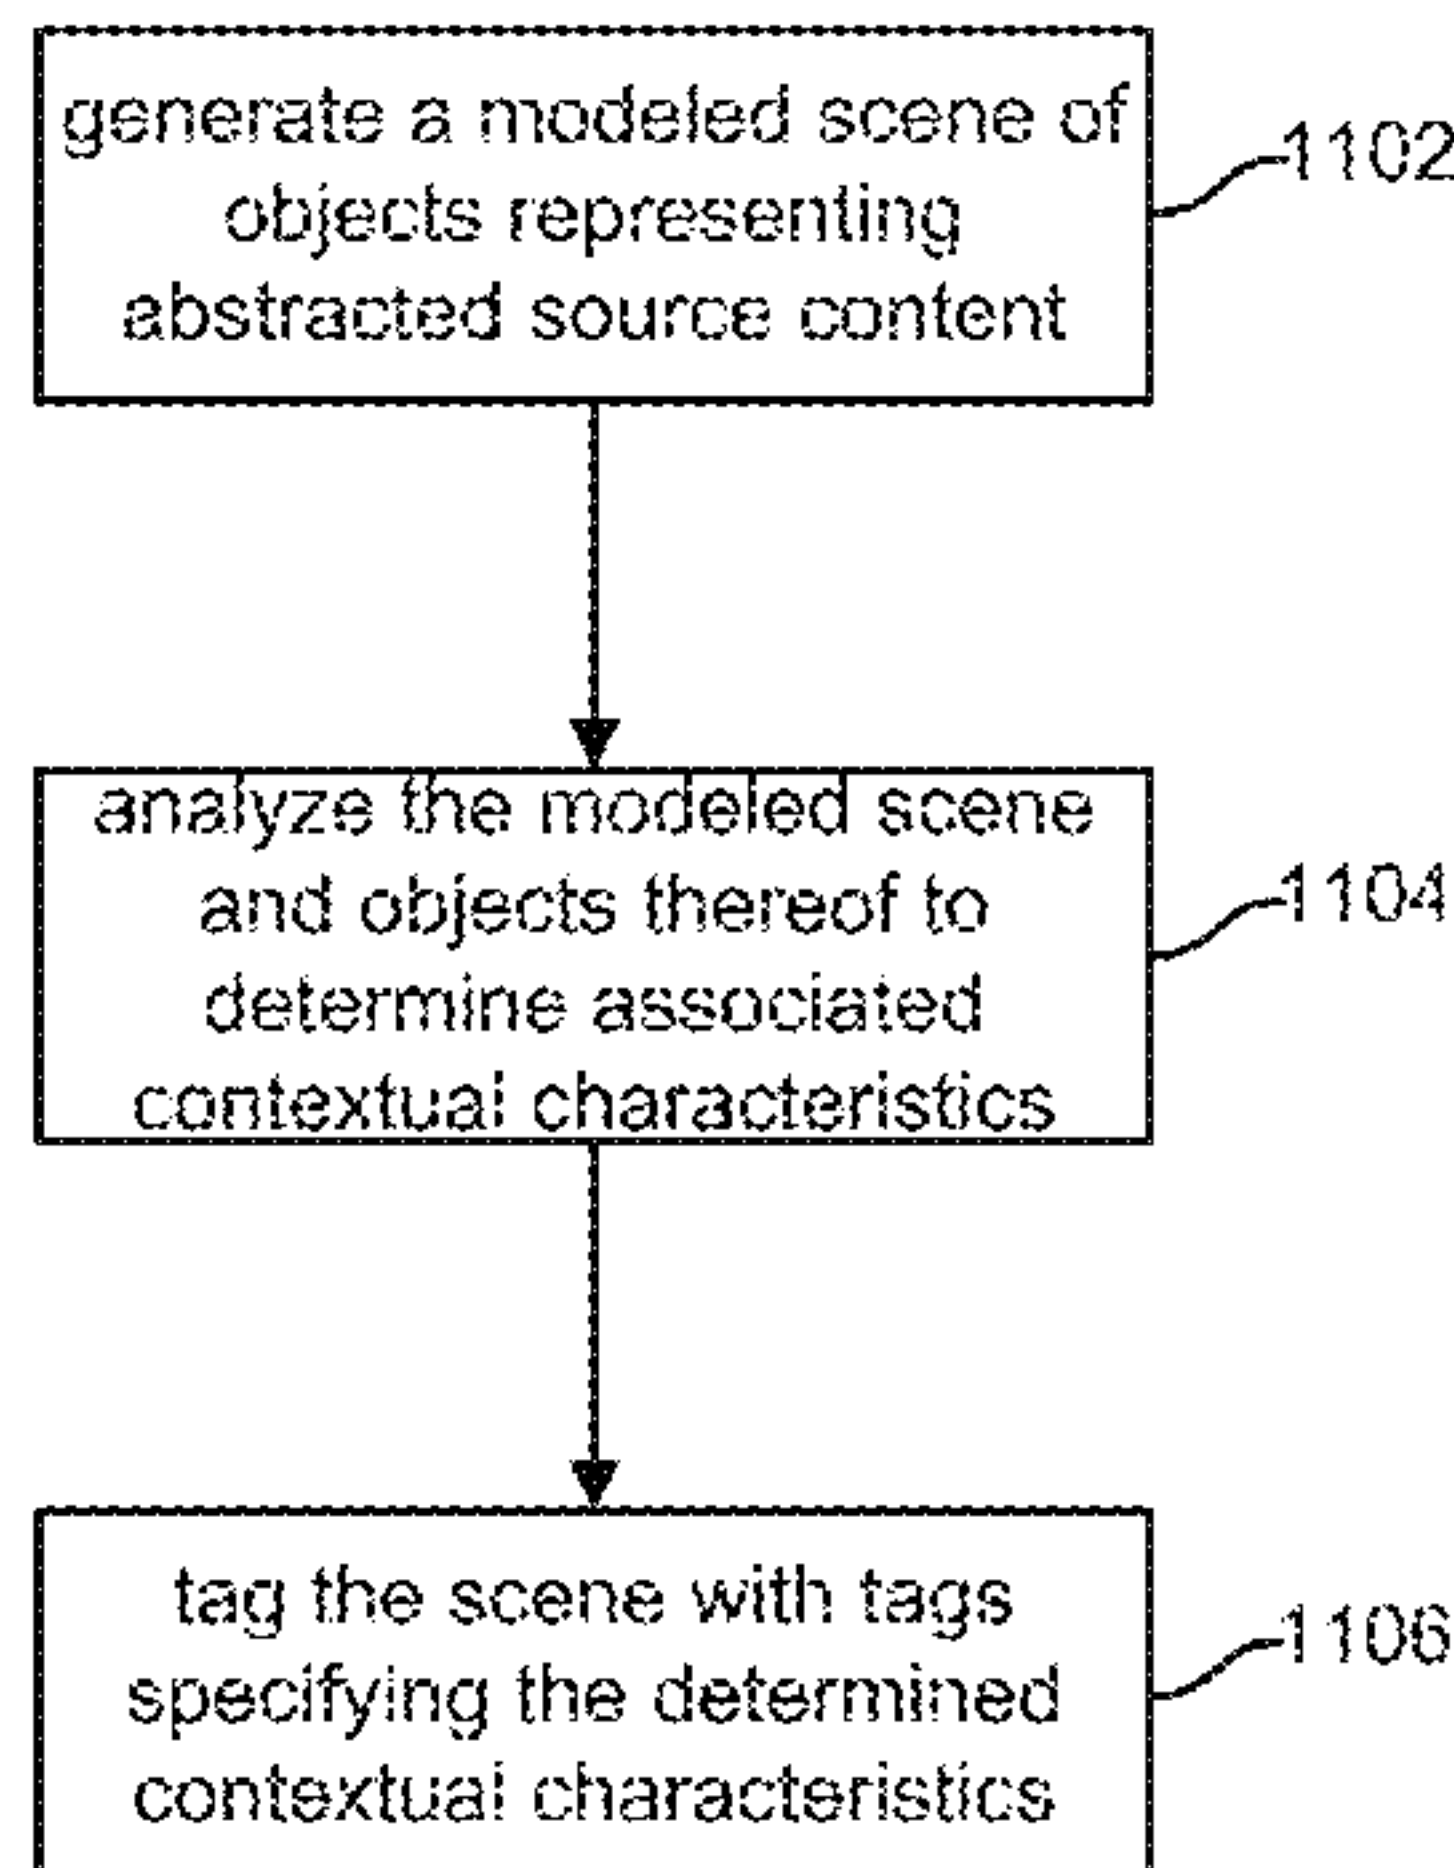 generate a modeled scene of
objects representing
abstracted source content
1102
analyze the modeled scene
and objects thereof to
determine associated
contextual characteristics
1104
tag the scene with tags
specifying the determined
contextual characteristics
1106